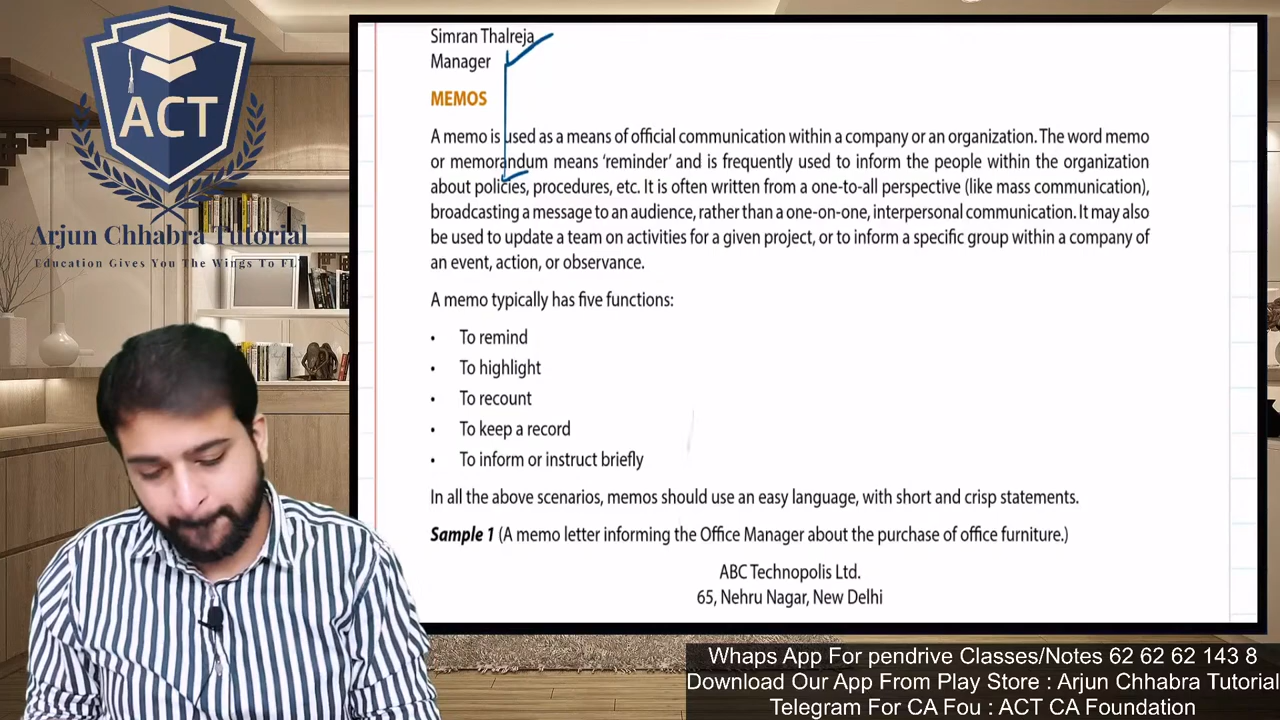 ACT
Arjun Chhabra Tutorial
Education Gives You The Wings To FL
Simran Thalreja
Manager
MEMOS
A memo is used as a means of official communication within a company or an organization. The word memo
or memorandum means ‘reminder’ and is frequently used to inform the people within the organization
about policies, procedures, etc. It is often written from a one-to-all perspective (like mass communication),
broadcasting a message to an audience, rather than a one-on-one, interpersonal communication. It may also
be used to update a team on activities for a given project, or to inform a specific group within a company of
an event, action, or observance.
A memo typically has five functions:
• To remind
• To highlight
• To recount
• To keep a record
• To inform or instruct briefly
In all the above scenarios, memos should use an easy language, with short and crisp statements.
Sample 1 (A memo letter informing the Office Manager about the purchase of office furniture.)
ABC Technopolis Ltd.
65, Nehru Nagar, New Delhi
Whaps App For pendrive Classes/Notes 62 62 62 143 8
Download Our App From Play Store : Arjun Chhabra Tutorial
Telegram For CA Fou : ACT CA Foundation